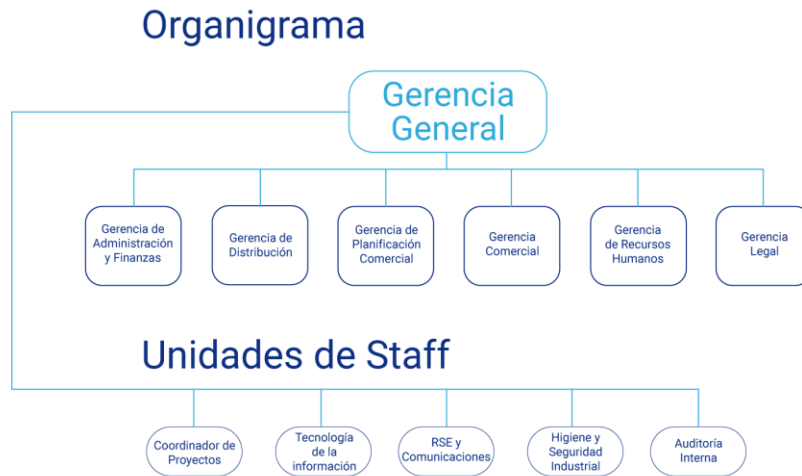 Organigrama
Gerencia
General
Gerencia de
Administración
y Finanzas
Gerencia de
Distribución
Gerencia de
Planificación
Comercial
Gerencia
Comercial
Gerencia
de Recursos
Humanos
Gerencia
Legal
Unidades de Staff
Coordinador de
Proyectos
Tecnología
de la
información
RSE y
Comunicaciones
Higiene y
Seguridad
Industrial
Auditoría
Interna